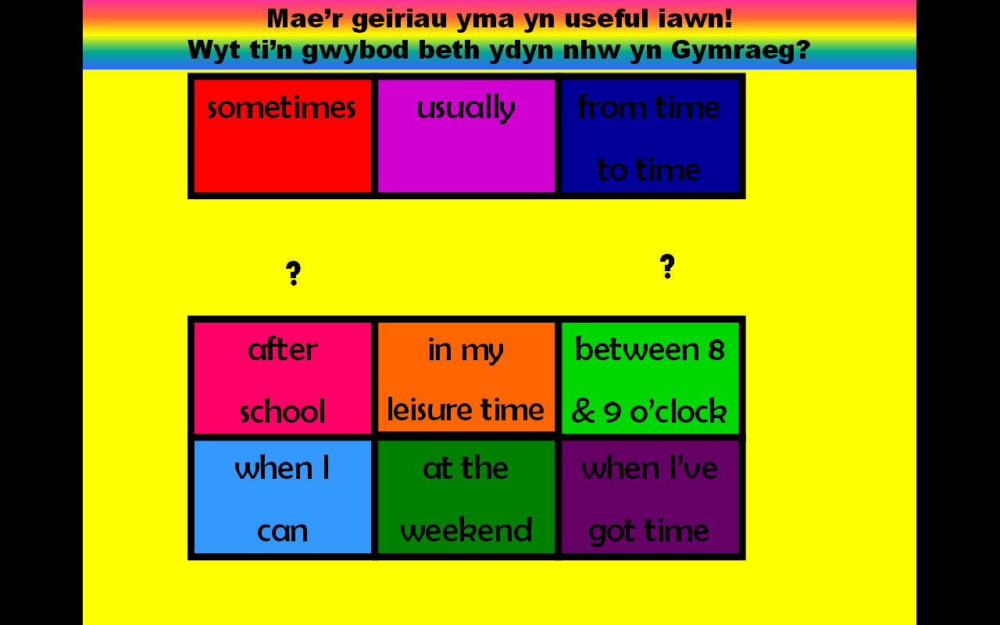 Mae’r geiriau yma yn useful iawn!
Wyt ti’n gwybod beth ydyn nhw yn Gymraeg?
sometimes
usually
from time
to time
?
?
after
school
in my
leisure time
between 8
& 9 o’clock
when I
can
at the
weekend
when I’ve
got time